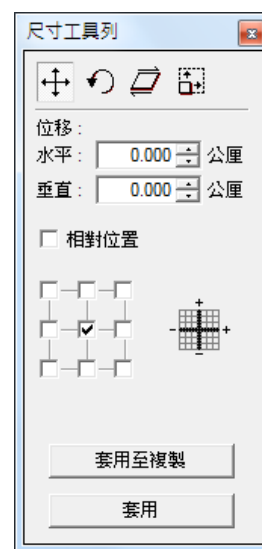 尺寸工具列
位移：
水平： 0.000 公厘
垂直： 0.000 公厘
相對位置
+
- +
-
套用至複製
套用